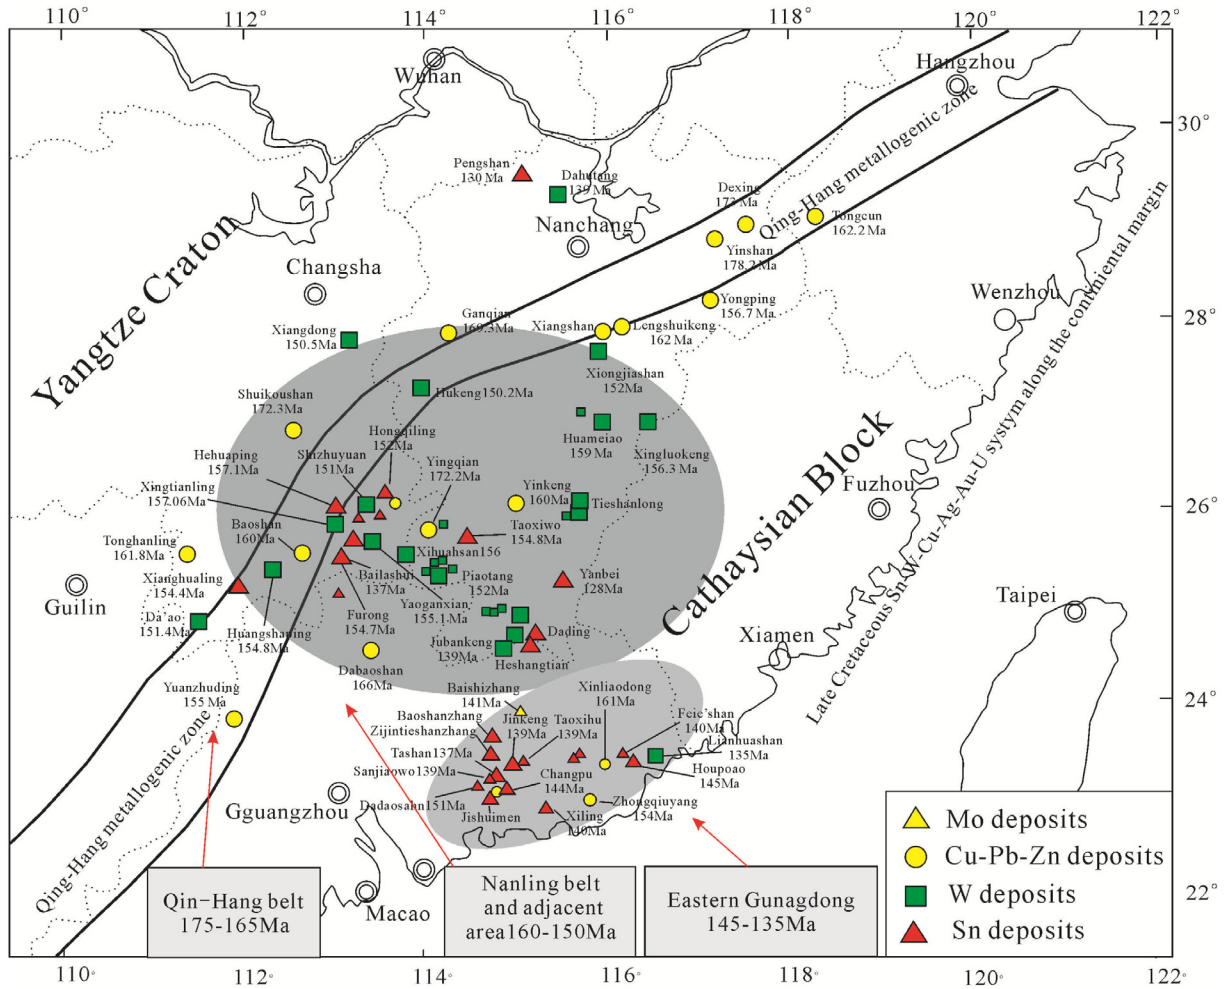 110° 112° 114° 116° 118° 120° 122°
Wuhan
Hangzhou
30°
Qing-Hang metallogenic zone
Pengshan
130 Ma
Dahutang
139 Ma
Dexing
173 Ma
Tongcun
162.2 Ma
Nanchang
Yinshan
178.2 Ma
Yangtze Craton
Changsha
Yongping
156.7 Ma
Wenzhou
28°
Xiangdong
150.5Ma
Ganqian
169.3Ma
Xiangshan
Lengshuikeng
162 Ma
Xiongjiashan
152Ma
Shuikoushan
172.3Ma
Hukeng150.2Ma
Huameiao
159 Ma
Xingluokeng
156.3 Ma
Hehuaping
157.1Ma
Shizhuyuan
151Ma
Hongqiling
152Ma
Yingqian
172.2Ma
Yinkeng
160Ma
Tieshanlong
Cathaysian Block
Fuzhou
26°
Late Cretaceous Sn-W-Cu-Ag-Au-U systym along the continiental margin
Xingtianling
157.06Ma
Baoshan
160Ma
Tonghanling
161.8Ma
Taoxiwo
154.8Ma
Xihuahsan156
Xianghualing
154.4Ma
Bailashui
137Ma
Piaotang
152Ma
Yanbei
128Ma
Guilin
Taipei
Da'ao
151.4Ma
Huangshaping
154.8Ma
Furong
154.7Ma
Yaoganxian
155.1Ma
Jubankeng
139Ma
Dading
Heshangtian
Xiamen
Dabaoshan
166Ma
24°
Yuanzhuding
155 Ma
Baishizhang
141Ma
Xinliaodong
161Ma
Baoshanzhang
Zijintieshanzhang
Jinkeng
139Ma
Taoxihu
139Ma
Feie'shan
140Ma
Lianhuashan
135Ma
Tashan137Ma
Houpoao
145Ma
Sanjiaowo139Ma
Changpu
144Ma
Dadaosahn151Ma
Jishuimen
Xiling
140Ma
Zhongqiuyang
154Ma
Gguangzhou
Qing-Hang metallogenic zone
Macao
22°
Qin-Hang belt
175-165Ma
Nanling belt
and adjacent
area160-150Ma
Eastern Gunagdong
145-135Ma
Mo deposits
Cu-Pb-Zn deposits
W deposits
Sn deposits
110° 112° 114° 116° 118° 120° 122°